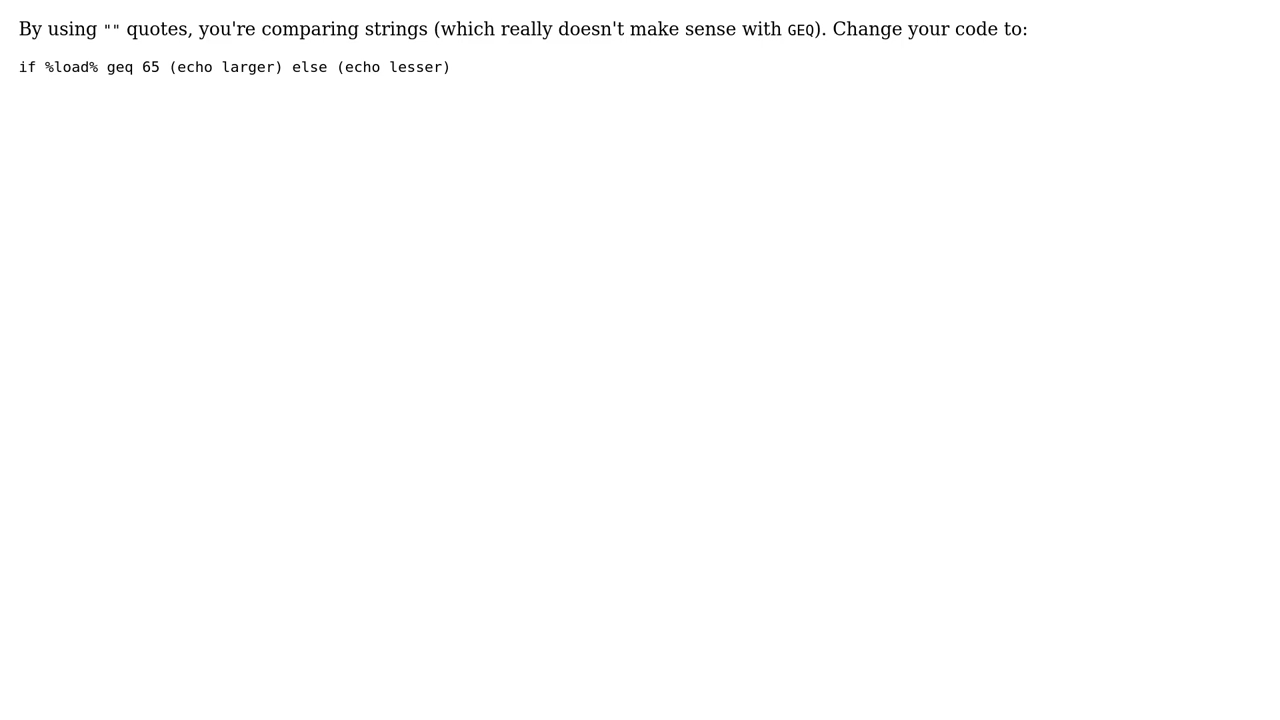 By using "" quotes, you're comparing strings (which really doesn't make sense with GEQ). Change your code to:
if %load% geq 65 (echo larger) else (echo lesser)